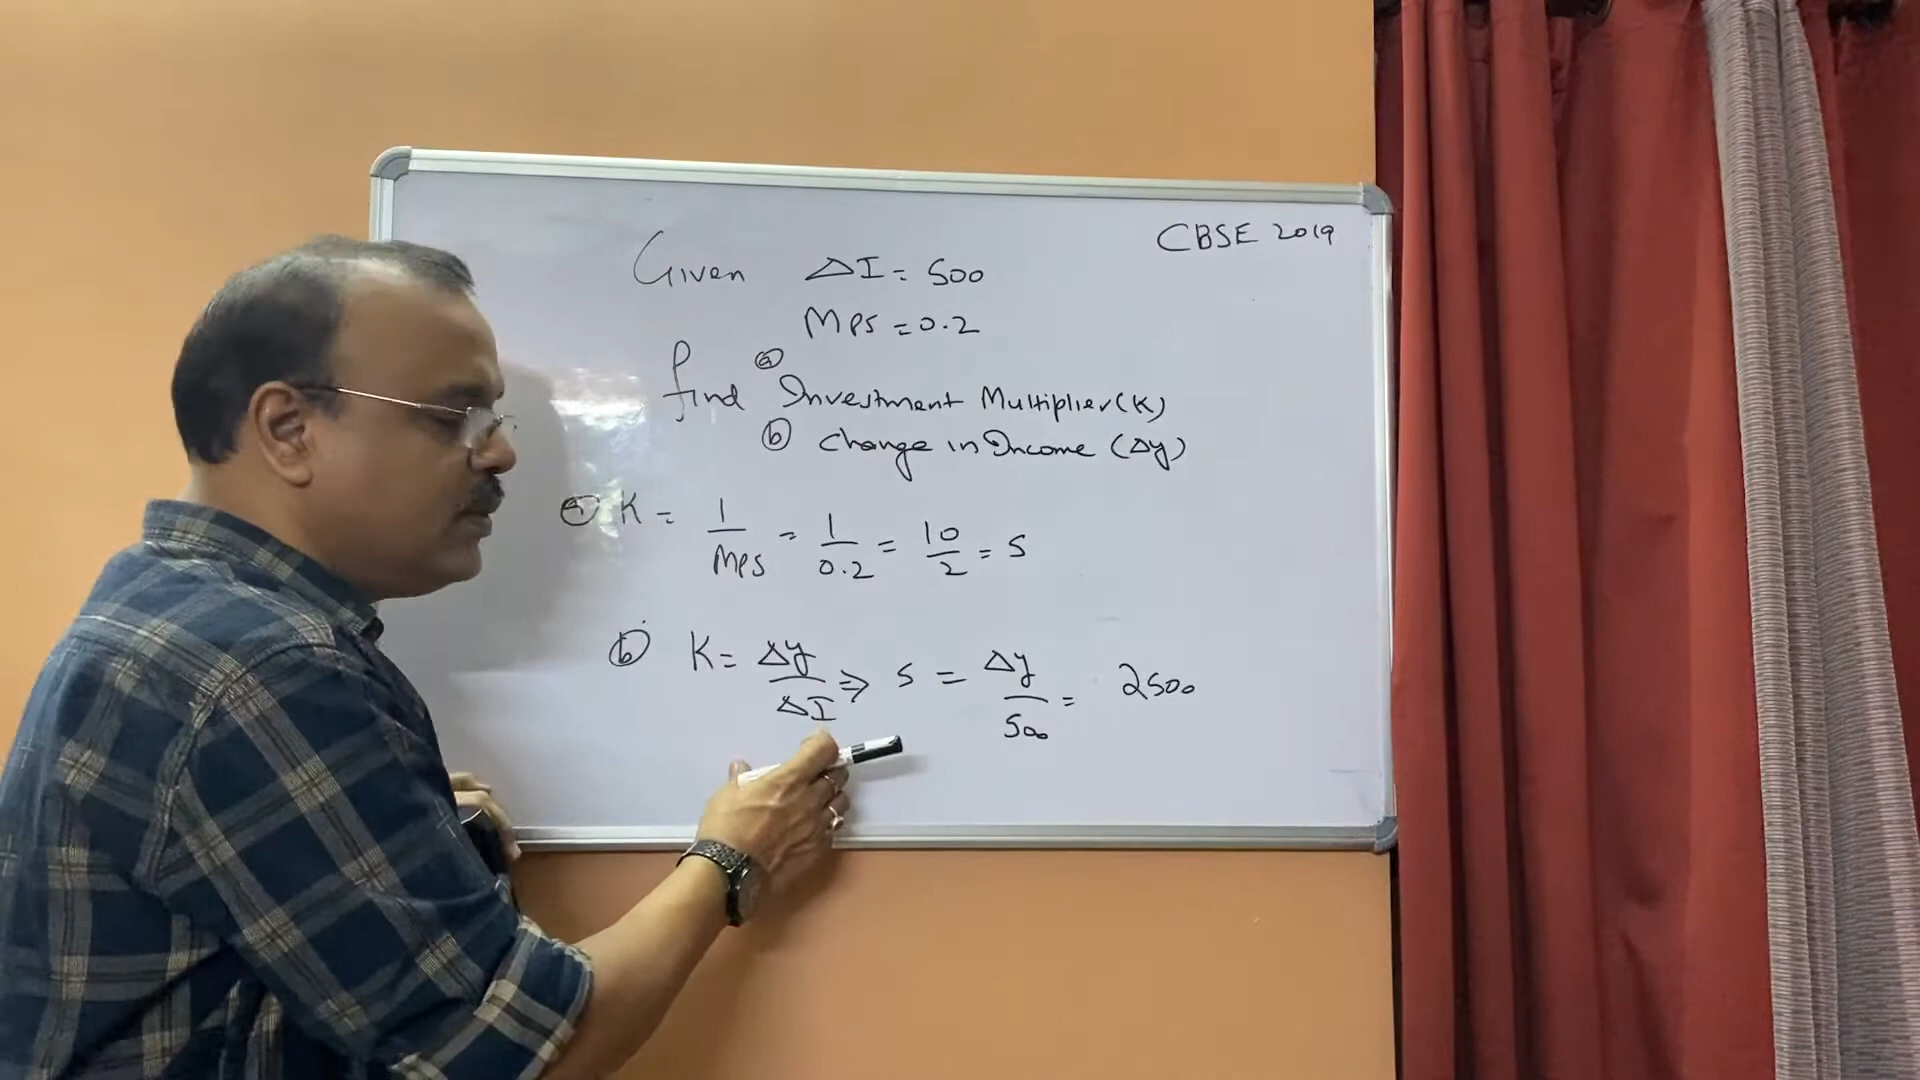 CBSE 2019
Given ΔI = 500
MPS = 0.2
find ⓐ Investment Multiplier (K)
ⓑ Change in Income (Δy)
ⓐ K = 1/MPS = 1/0.2 = 10/2 = 5
ⓑ K = Δy/ΔI ⇒ 5 = Δy/500 = 2500